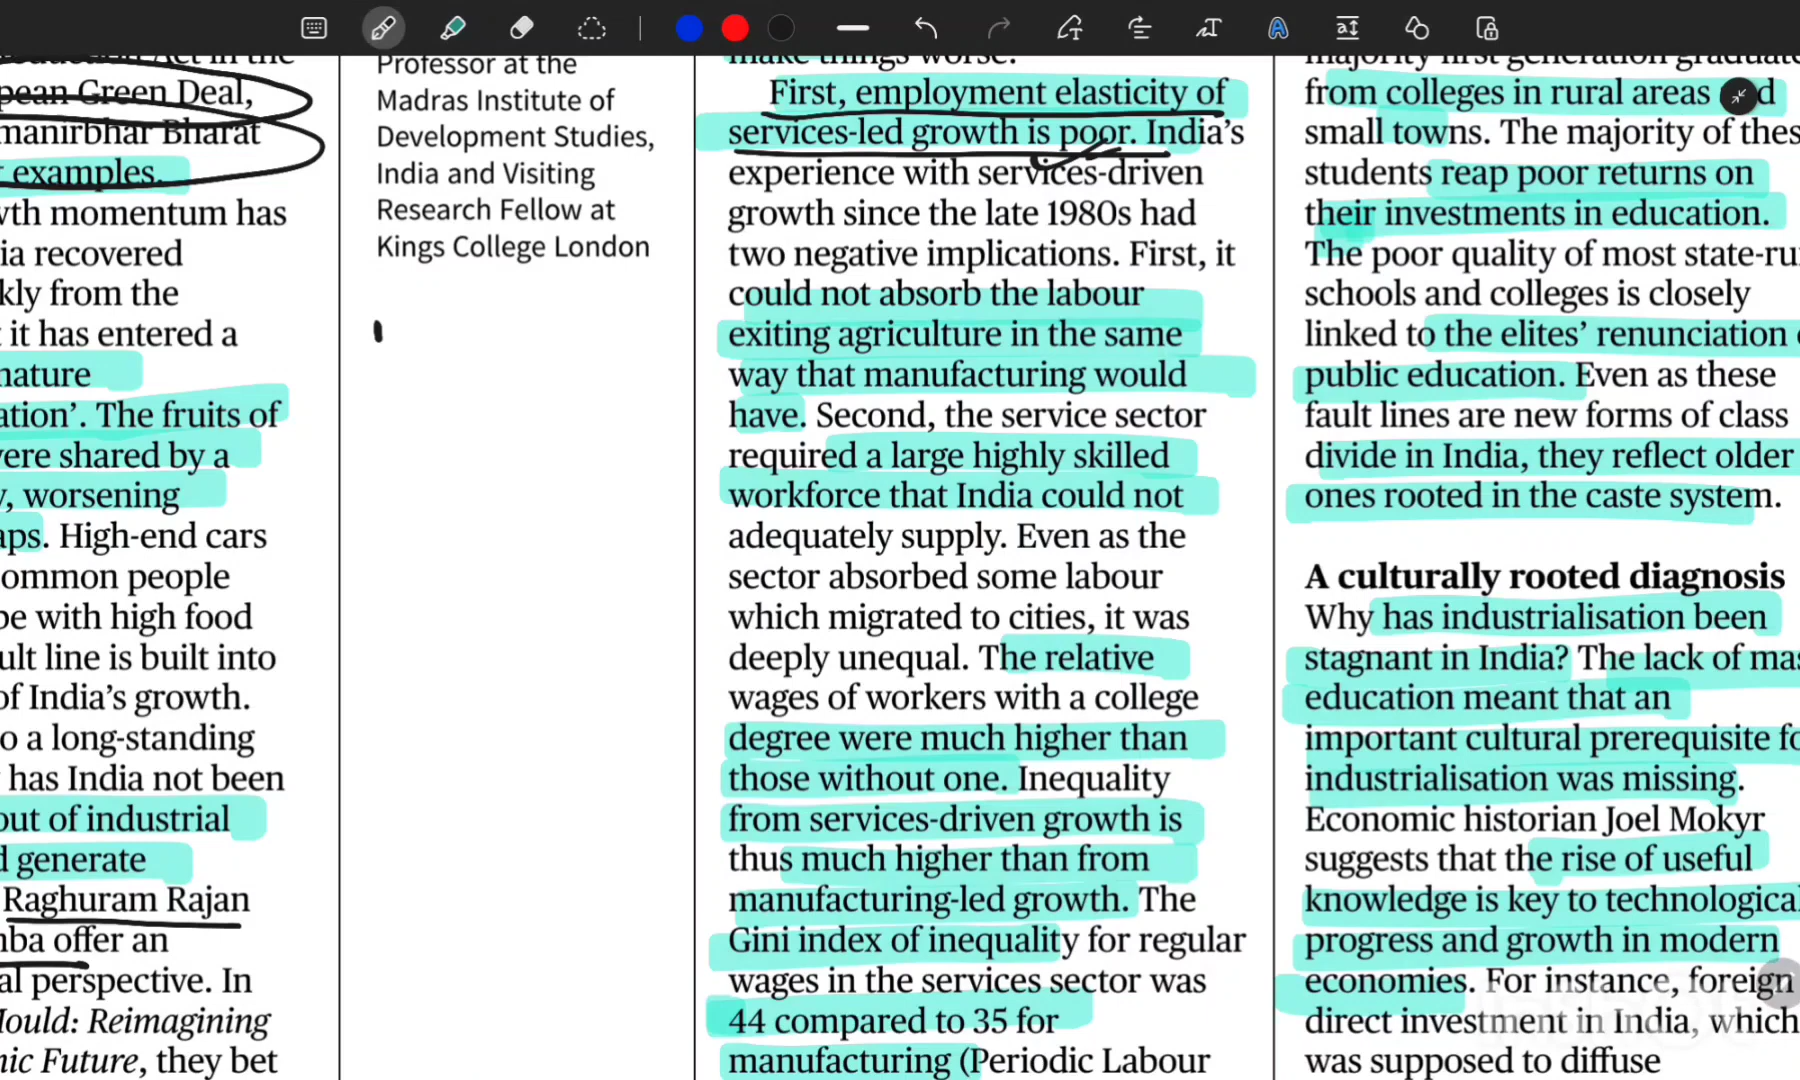 pean Green Deal,
manirbhar Bharat
examples.
wth momentum has
ia recovered
kly from the
it has entered a
nature
ation’. The fruits of
were shared by a
y, worsening
aps. High-end cars
ommon people
be with high food
ult line is built into
of India’s growth.
o a long-standing
has India not been
out of industrial
d generate
Raghuram Rajan
mba offer an
al perspective. In
Mould: Reimagining
mic Future, they bet
Professor at the
Madras Institute of
Development Studies,
India and Visiting
Research Fellow at
Kings College London
make things worse.
First, employment elasticity of
services-led growth is poor. India’s
experience with services-driven
growth since the late 1980s had
two negative implications. First, it
could not absorb the labour
exiting agriculture in the same
way that manufacturing would
have. Second, the service sector
required a large highly skilled
workforce that India could not
adequately supply. Even as the
sector absorbed some labour
which migrated to cities, it was
deeply unequal. The relative
wages of workers with a college
degree were much higher than
those without one. Inequality
from services-driven growth is
thus much higher than from
manufacturing-led growth. The
Gini index of inequality for regular
wages in the services sector was
44 compared to 35 for
manufacturing (Periodic Labour
majority first generation graduate
from colleges in rural areas d
small towns. The majority of thes
students reap poor returns on
their investments in education.
The poor quality of most state-ru
schools and colleges is closely
linked to the elites’ renunciation
public education. Even as these
fault lines are new forms of class
divide in India, they reflect older
ones rooted in the caste system.
A culturally rooted diagnosis
Why has industrialisation been
stagnant in India? The lack of mas
education meant that an
important cultural prerequisite fo
industrialisation was missing.
Economic historian Joel Mokyr
suggests that the rise of useful
knowledge is key to technological
progress and growth in modern
economies. For instance, foreign
direct investment in India, which
was supposed to diffuse